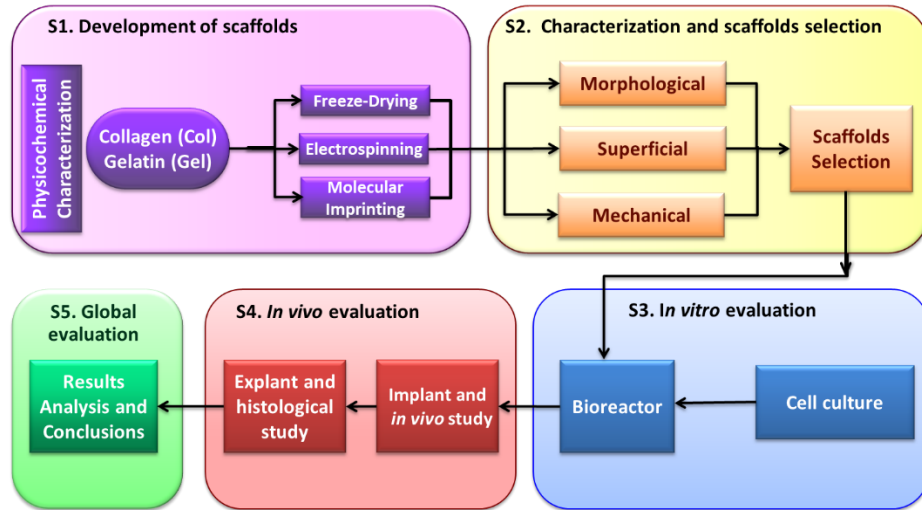 S1. Development of scaffolds
Physicochemical
Characterization
Collagen (Col)
Gelatin (Gel)
Freeze-Drying
Electrospinning
Molecular
Imprinting
S2. Characterization and scaffolds selection
Morphological
Superficial
Mechanical
Scaffolds
Selection
S5. Global
evaluation
Results
Analysis and
Conclusions
S4. In vivo evaluation
Explant and
histological
study
Implant and
in vivo study
S3. In vitro evaluation
Bioreactor
Cell culture